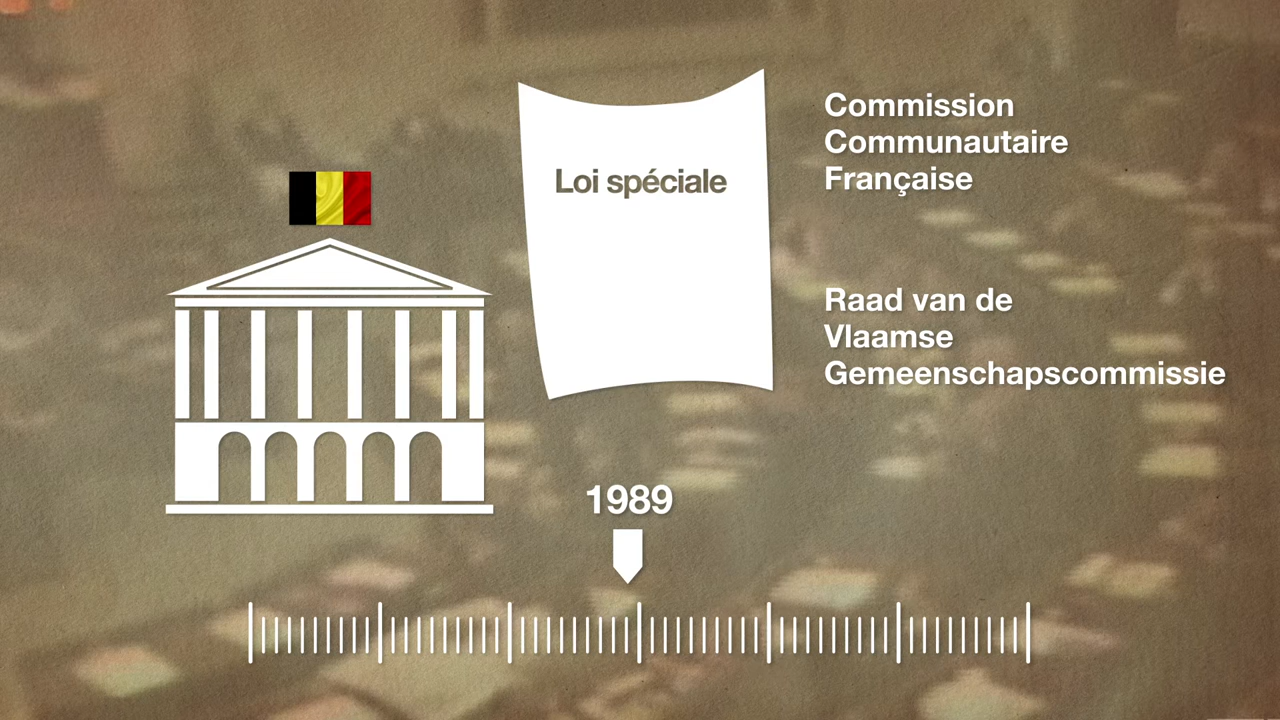 Loi spéciale
Commission
Communautaire
Française
Raad van de
Vlaamse
Gemeenschapscommissie
1989